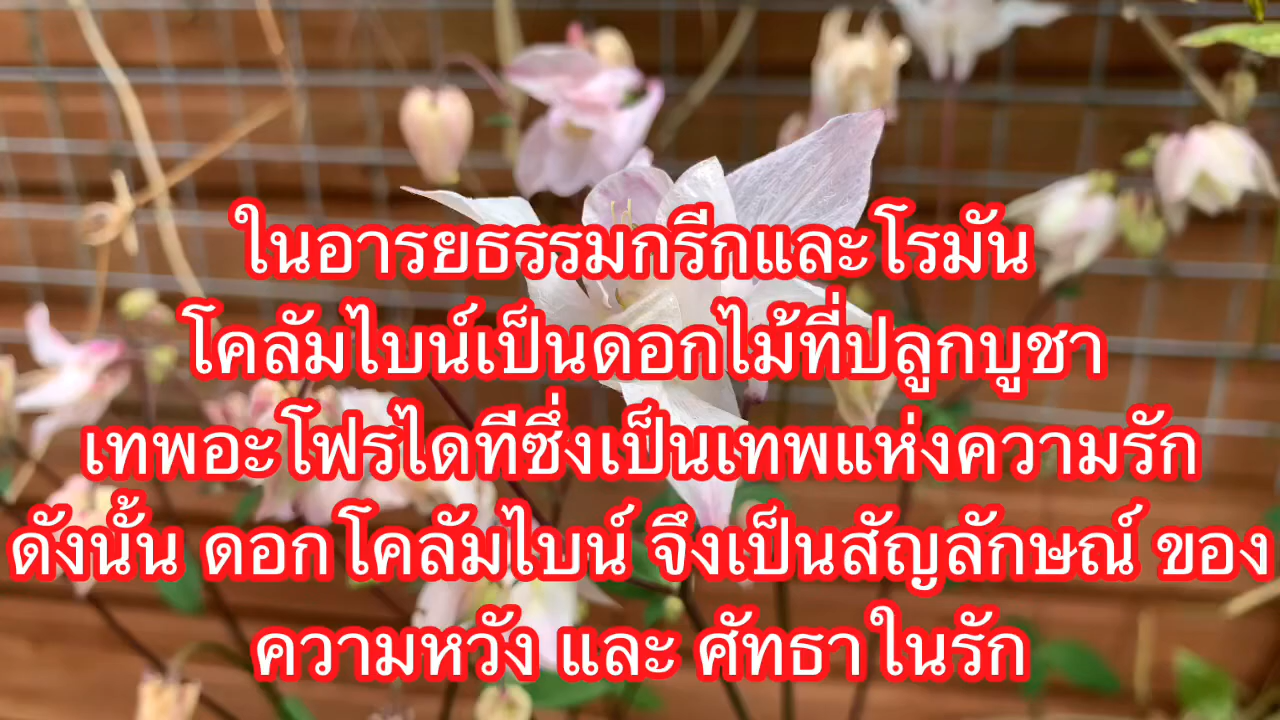 ในอารยธรรมกรีกและโรมัน
โคลัมไบน์เป็นดอกไม้ที่ปลูกบูชา
เทพอะโฟรไดทีซึ่งเป็นเทพแห่งความรัก
ดังนั้น ดอกโคลัมไบน์ จึงเป็นสัญลักษณ์ ของ
ความหวัง และ ศัทธาในรัก